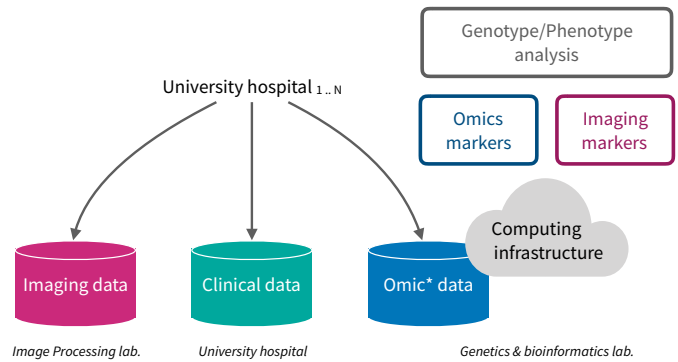 Genotype/Phenotype
analysis
University hospital 1 .. N
Omics
markers
Imaging
markers
Computing
infrastructure
Imaging data
Clinical data
Omic* data
Image Processing lab.
University hospital
Genetics & bioinformatics lab.